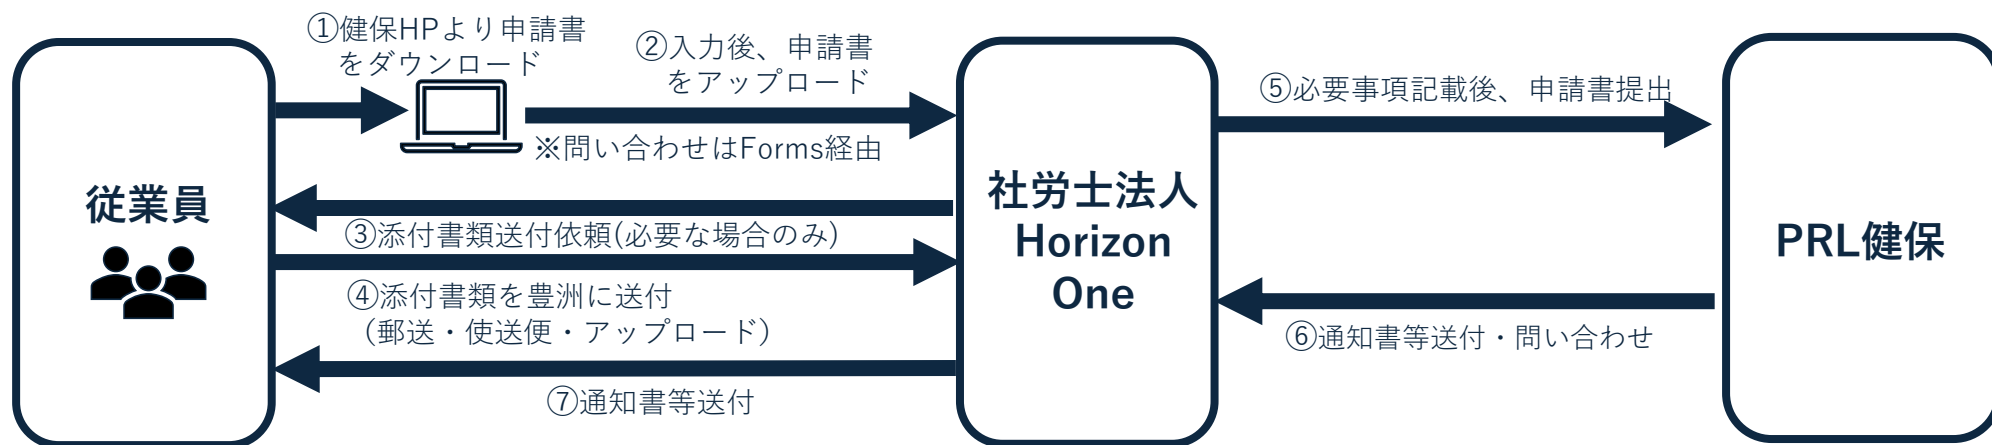 ①健保HPより申請書
をダウンロード
②入力後、申請書
をアップロード
※問い合わせはForms経由
⑤必要事項記載後、申請書提出
従業員
社労士法人
Horizon
One
PRL健保
③添付書類送付依頼(必要な場合のみ)
④添付書類を豊洲に送付
（郵送・使送便・アップロード）
⑥通知書等送付・問い合わせ
⑦通知書等送付